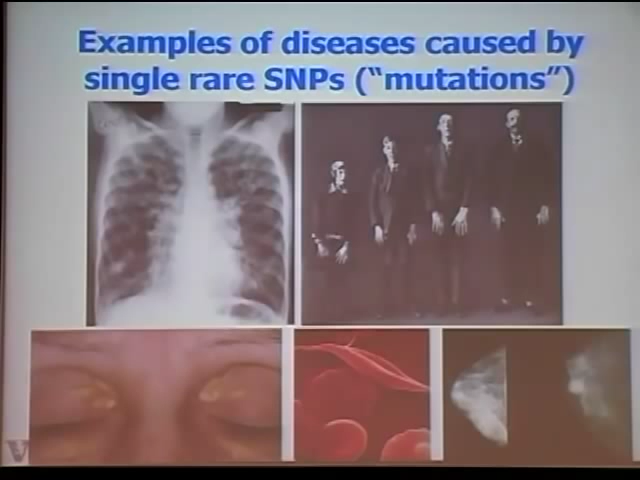 Examples of diseases caused by
single rare SNPs (“mutations”)